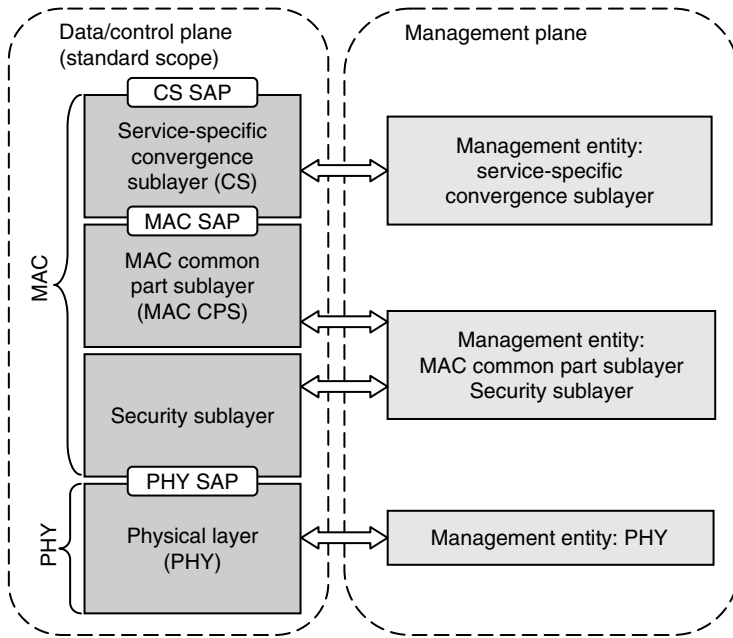 Data/control plane
(standard scope)
CS SAP
Service-specific
convergence
sublayer (CS)
MAC SAP
MAC common
part sublayer
(MAC CPS)
Security sublayer
PHY SAP
Physical layer
(PHY)
MAC
PHY
Management plane
Management entity:
service-specific
convergence sublayer
Management entity:
MAC common part sublayer
Security sublayer
Management entity: PHY